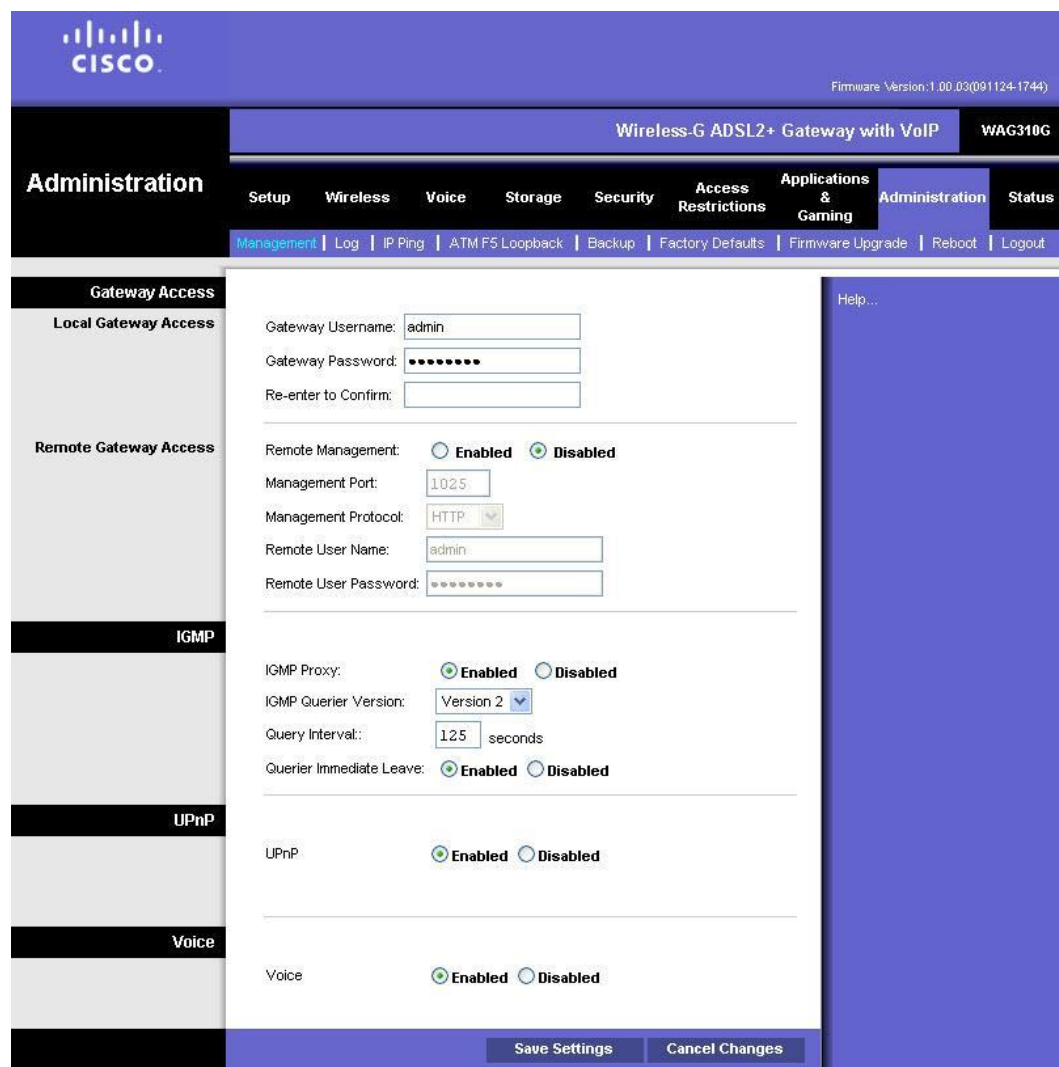 CISCO.
Firmware Version:1.00.03(091124-1744)
Wireless-G ADSL2+ Gateway with VoIP WAG310G
Administration
Setup Wireless Voice Storage Security Access Restrictions Applications & Gaming Administration Status
Management | Log | IP Ping | ATM F5 Loopback | Backup | Factory Defaults | Firmware Upgrade | Reboot | Logout
Gateway Access
Help...
Local Gateway Access
Gateway Username: admin
Gateway Password: ••••••••
Re-enter to Confirm:
Remote Gateway Access
Remote Management: Enabled Disabled
Management Port: 1025
Management Protocol: HTTP
Remote User Name: admin
Remote User Password: ••••••••
IGMP
IGMP Proxy: Enabled Disabled
IGMP Querier Version: Version 2
Query Interval:: 125 seconds
Querier Immediate Leave: Enabled Disabled
UPnP
UPnP Enabled Disabled
Voice
Voice Enabled Disabled
Save Settings Cancel Changes